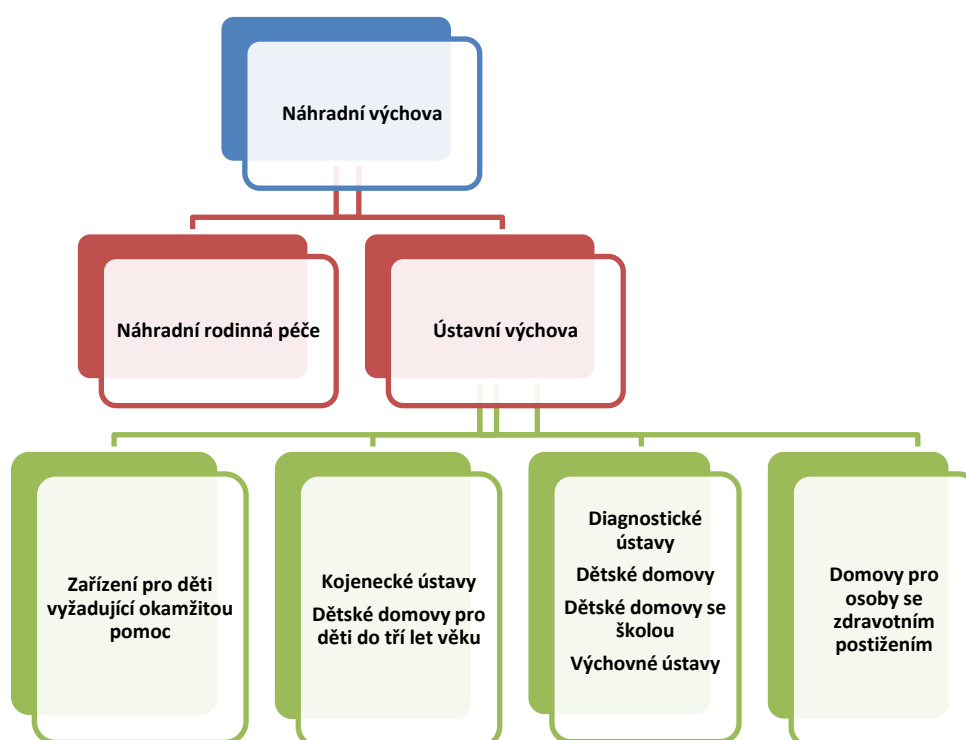 Náhradní výchova
Náhradní rodinná péče
Ústavní výchova
Zařízení pro děti
vyžadující okamžitou
pomoc
Kojenecké ústavy
Dětské domovy pro
děti do tří let věku
Diagnostické
ústavy
Dětské domovy
Dětské domovy se
školou
Výchovné ústavy
Domovy pro
osoby se
zdravotním
postižením